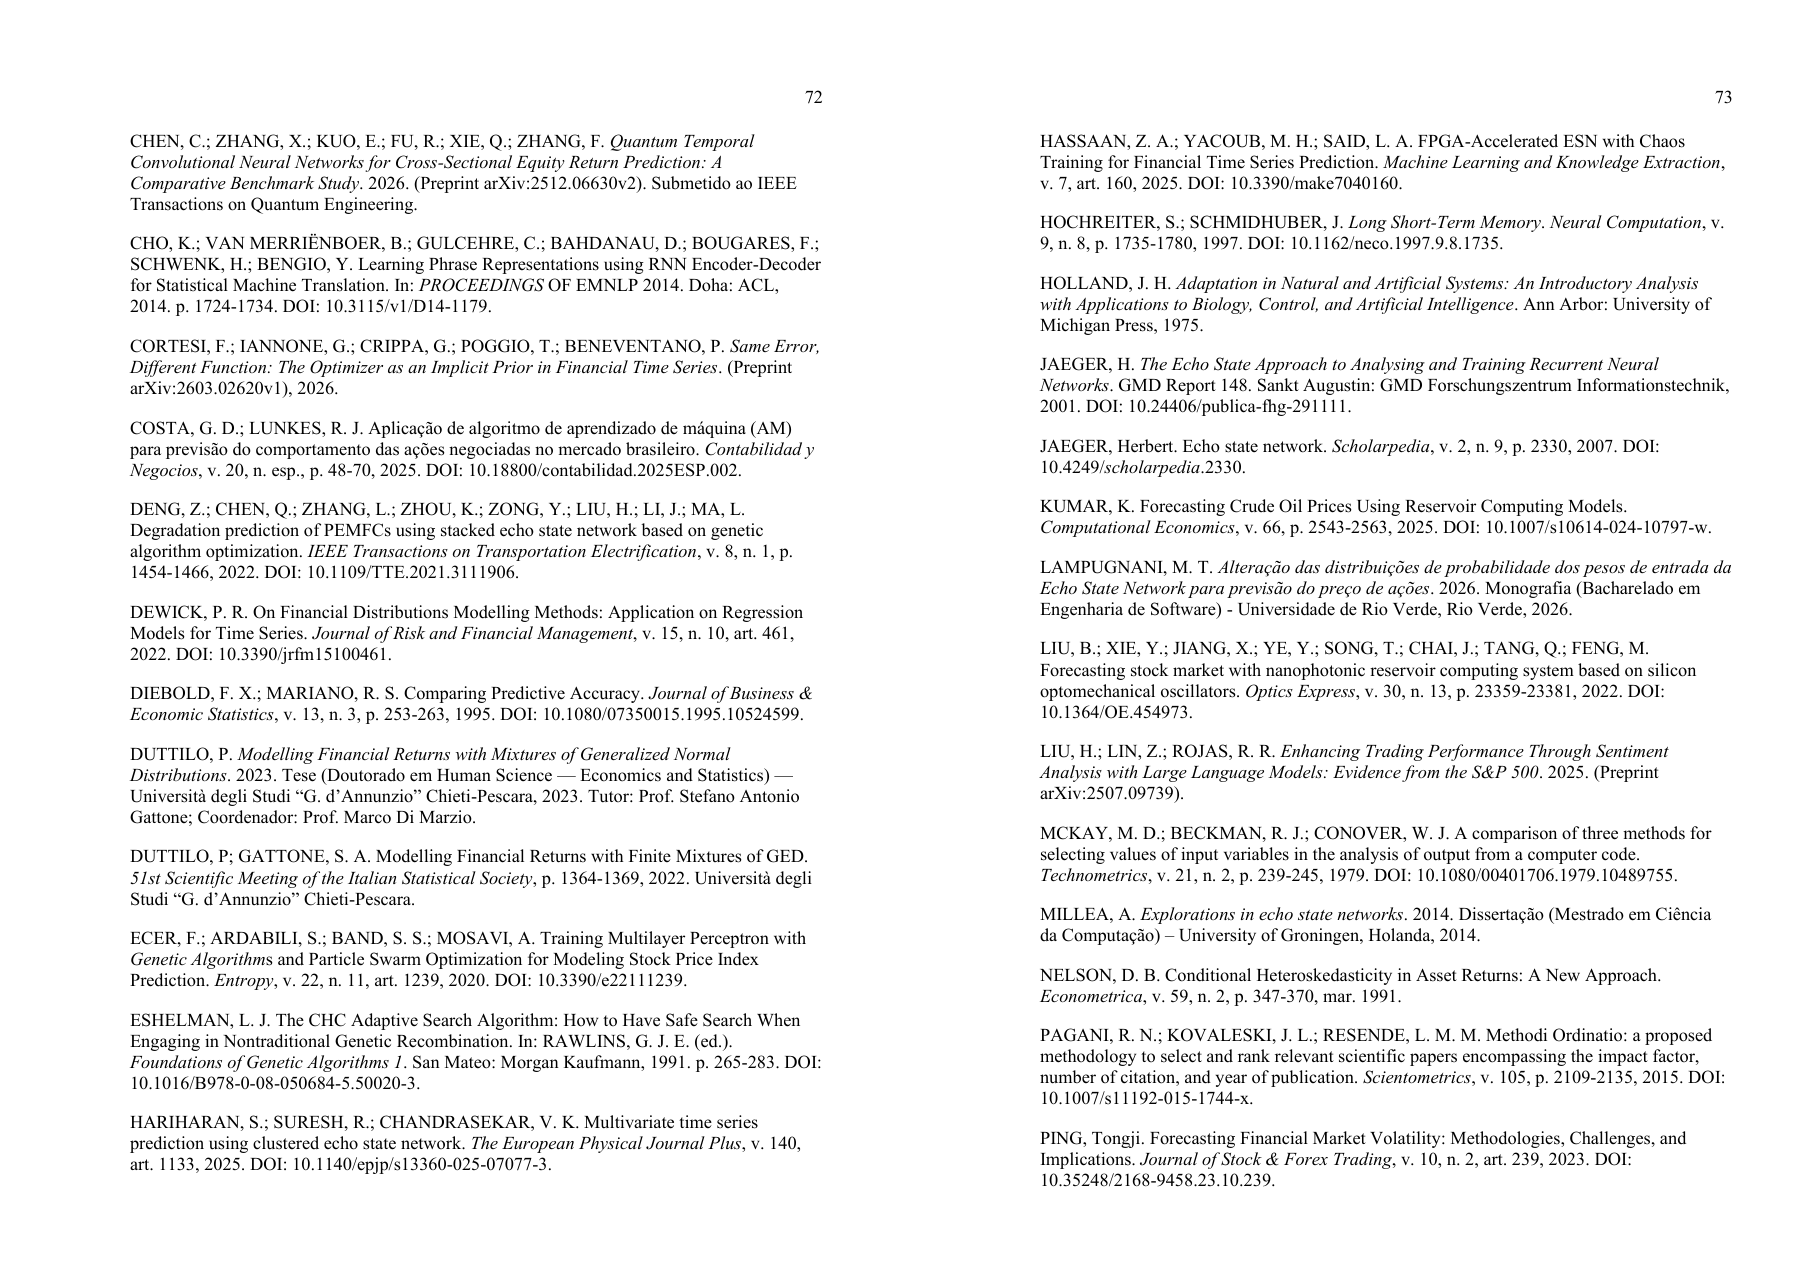 72
CHEN, C.; ZHANG, X.; KUO, E.; FU, R.; XIE, Q.; ZHANG, F. Quantum Temporal
Convolutional Neural Networks for Cross-Sectional Equity Return Prediction: A
Comparative Benchmark Study. 2026. (Preprint arXiv:2512.06630v2). Submetido ao IEEE
Transactions on Quantum Engineering.
CHO, K.; VAN MERRIËNBOER, B.; GULCEHRE, C.; BAHDANAU, D.; BOUGARES, F.;
SCHWENK, H.; BENGIO, Y. Learning Phrase Representations using RNN Encoder-Decoder
for Statistical Machine Translation. In: PROCEEDINGS OF EMNLP 2014. Doha: ACL,
2014. p. 1724-1734. DOI: 10.3115/v1/D14-1179.
CORTESI, F.; IANNONE, G.; CRIPPA, G.; POGGIO, T.; BENEVENTANO, P. Same Error,
Different Function: The Optimizer as an Implicit Prior in Financial Time Series. (Preprint
arXiv:2603.02620v1), 2026.
COSTA, G. D.; LUNKES, R. J. Aplicação de algoritmo de aprendizado de máquina (AM)
para previsão do comportamento das ações negociadas no mercado brasileiro. Contabilidad y
Negocios, v. 20, n. esp., p. 48-70, 2025. DOI: 10.18800/contabilidad.2025ESP.002.
DENG, Z.; CHEN, Q.; ZHANG, L.; ZHOU, K.; ZONG, Y.; LIU, H.; LI, J.; MA, L.
Degradation prediction of PEMFCs using stacked echo state network based on genetic
algorithm optimization. IEEE Transactions on Transportation Electrification, v. 8, n. 1, p.
1454-1466, 2022. DOI: 10.1109/TTE.2021.3111906.
DEWICK, P. R. On Financial Distributions Modelling Methods: Application on Regression
Models for Time Series. Journal of Risk and Financial Management, v. 15, n. 10, art. 461,
2022. DOI: 10.3390/jrfm15100461.
DIEBOLD, F. X.; MARIANO, R. S. Comparing Predictive Accuracy. Journal of Business &
Economic Statistics, v. 13, n. 3, p. 253-263, 1995. DOI: 10.1080/07350015.1995.10524599.
DUTTILO, P. Modelling Financial Returns with Mixtures of Generalized Normal
Distributions. 2023. Tese (Doutorado em Human Science — Economics and Statistics) —
Università degli Studi “G. d’Annunzio” Chieti-Pescara, 2023. Tutor: Prof. Stefano Antonio
Gattone; Coordenador: Prof. Marco Di Marzio.
DUTTILO, P; GATTONE, S. A. Modelling Financial Returns with Finite Mixtures of GED.
51st Scientific Meeting of the Italian Statistical Society, p. 1364-1369, 2022. Università degli
Studi “G. d’Annunzio” Chieti-Pescara.
ECER, F.; ARDABILI, S.; BAND, S. S.; MOSAVI, A. Training Multilayer Perceptron with
Genetic Algorithms and Particle Swarm Optimization for Modeling Stock Price Index
Prediction. Entropy, v. 22, n. 11, art. 1239, 2020. DOI: 10.3390/e22111239.
ESHELMAN, L. J. The CHC Adaptive Search Algorithm: How to Have Safe Search When
Engaging in Nontraditional Genetic Recombination. In: RAWLINS, G. J. E. (ed.).
Foundations of Genetic Algorithms 1. San Mateo: Morgan Kaufmann, 1991. p. 265-283. DOI:
10.1016/B978-0-08-050684-5.50020-3.
HARIHARAN, S.; SURESH, R.; CHANDRASEKAR, V. K. Multivariate time series
prediction using clustered echo state network. The European Physical Journal Plus, v. 140,
art. 1133, 2025. DOI: 10.1140/epjp/s13360-025-07077-3.
73
HASSAAN, Z. A.; YACOUB, M. H.; SAID, L. A. FPGA-Accelerated ESN with Chaos
Training for Financial Time Series Prediction. Machine Learning and Knowledge Extraction,
v. 7, art. 160, 2025. DOI: 10.3390/make7040160.
HOCHREITER, S.; SCHMIDHUBER, J. Long Short-Term Memory. Neural Computation, v.
9, n. 8, p. 1735-1780, 1997. DOI: 10.1162/neco.1997.9.8.1735.
HOLLAND, J. H. Adaptation in Natural and Artificial Systems: An Introductory Analysis
with Applications to Biology, Control, and Artificial Intelligence. Ann Arbor: University of
Michigan Press, 1975.
JAEGER, H. The Echo State Approach to Analysing and Training Recurrent Neural
Networks. GMD Report 148. Sankt Augustin: GMD Forschungszentrum Informationstechnik,
2001. DOI: 10.24406/publica-fhg-291111.
JAEGER, Herbert. Echo state network. Scholarpedia, v. 2, n. 9, p. 2330, 2007. DOI:
10.4249/scholarpedia.2330.
KUMAR, K. Forecasting Crude Oil Prices Using Reservoir Computing Models.
Computational Economics, v. 66, p. 2543-2563, 2025. DOI: 10.1007/s10614-024-10797-w.
LAMPUGNANI, M. T. Alteração das distribuições de probabilidade dos pesos de entrada da
Echo State Network para previsão do preço de ações. 2026. Monografia (Bacharelado em
Engenharia de Software) - Universidade de Rio Verde, Rio Verde, 2026.
LIU, B.; XIE, Y.; JIANG, X.; YE, Y.; SONG, T.; CHAI, J.; TANG, Q.; FENG, M.
Forecasting stock market with nanophotonic reservoir computing system based on silicon
optomechanical oscillators. Optics Express, v. 30, n. 13, p. 23359-23381, 2022. DOI:
10.1364/OE.454973.
LIU, H.; LIN, Z.; ROJAS, R. R. Enhancing Trading Performance Through Sentiment
Analysis with Large Language Models: Evidence from the S&P 500. 2025. (Preprint
arXiv:2507.09739).
MCKAY, M. D.; BECKMAN, R. J.; CONOVER, W. J. A comparison of three methods for
selecting values of input variables in the analysis of output from a computer code.
Technometrics, v. 21, n. 2, p. 239-245, 1979. DOI: 10.1080/00401706.1979.10489755.
MILLEA, A. Explorations in echo state networks. 2014. Dissertação (Mestrado em Ciência
da Computação) – University of Groningen, Holanda, 2014.
NELSON, D. B. Conditional Heteroskedasticity in Asset Returns: A New Approach.
Econometrica, v. 59, n. 2, p. 347-370, mar. 1991.
PAGANI, R. N.; KOVALESKI, J. L.; RESENDE, L. M. M. Methodi Ordinatio: a proposed
methodology to select and rank relevant scientific papers encompassing the impact factor,
number of citation, and year of publication. Scientometrics, v. 105, p. 2109-2135, 2015. DOI:
10.1007/s11192-015-1744-x.
PING, Tongji. Forecasting Financial Market Volatility: Methodologies, Challenges, and
Implications. Journal of Stock & Forex Trading, v. 10, n. 2, art. 239, 2023. DOI:
10.35248/2168-9458.23.10.239.